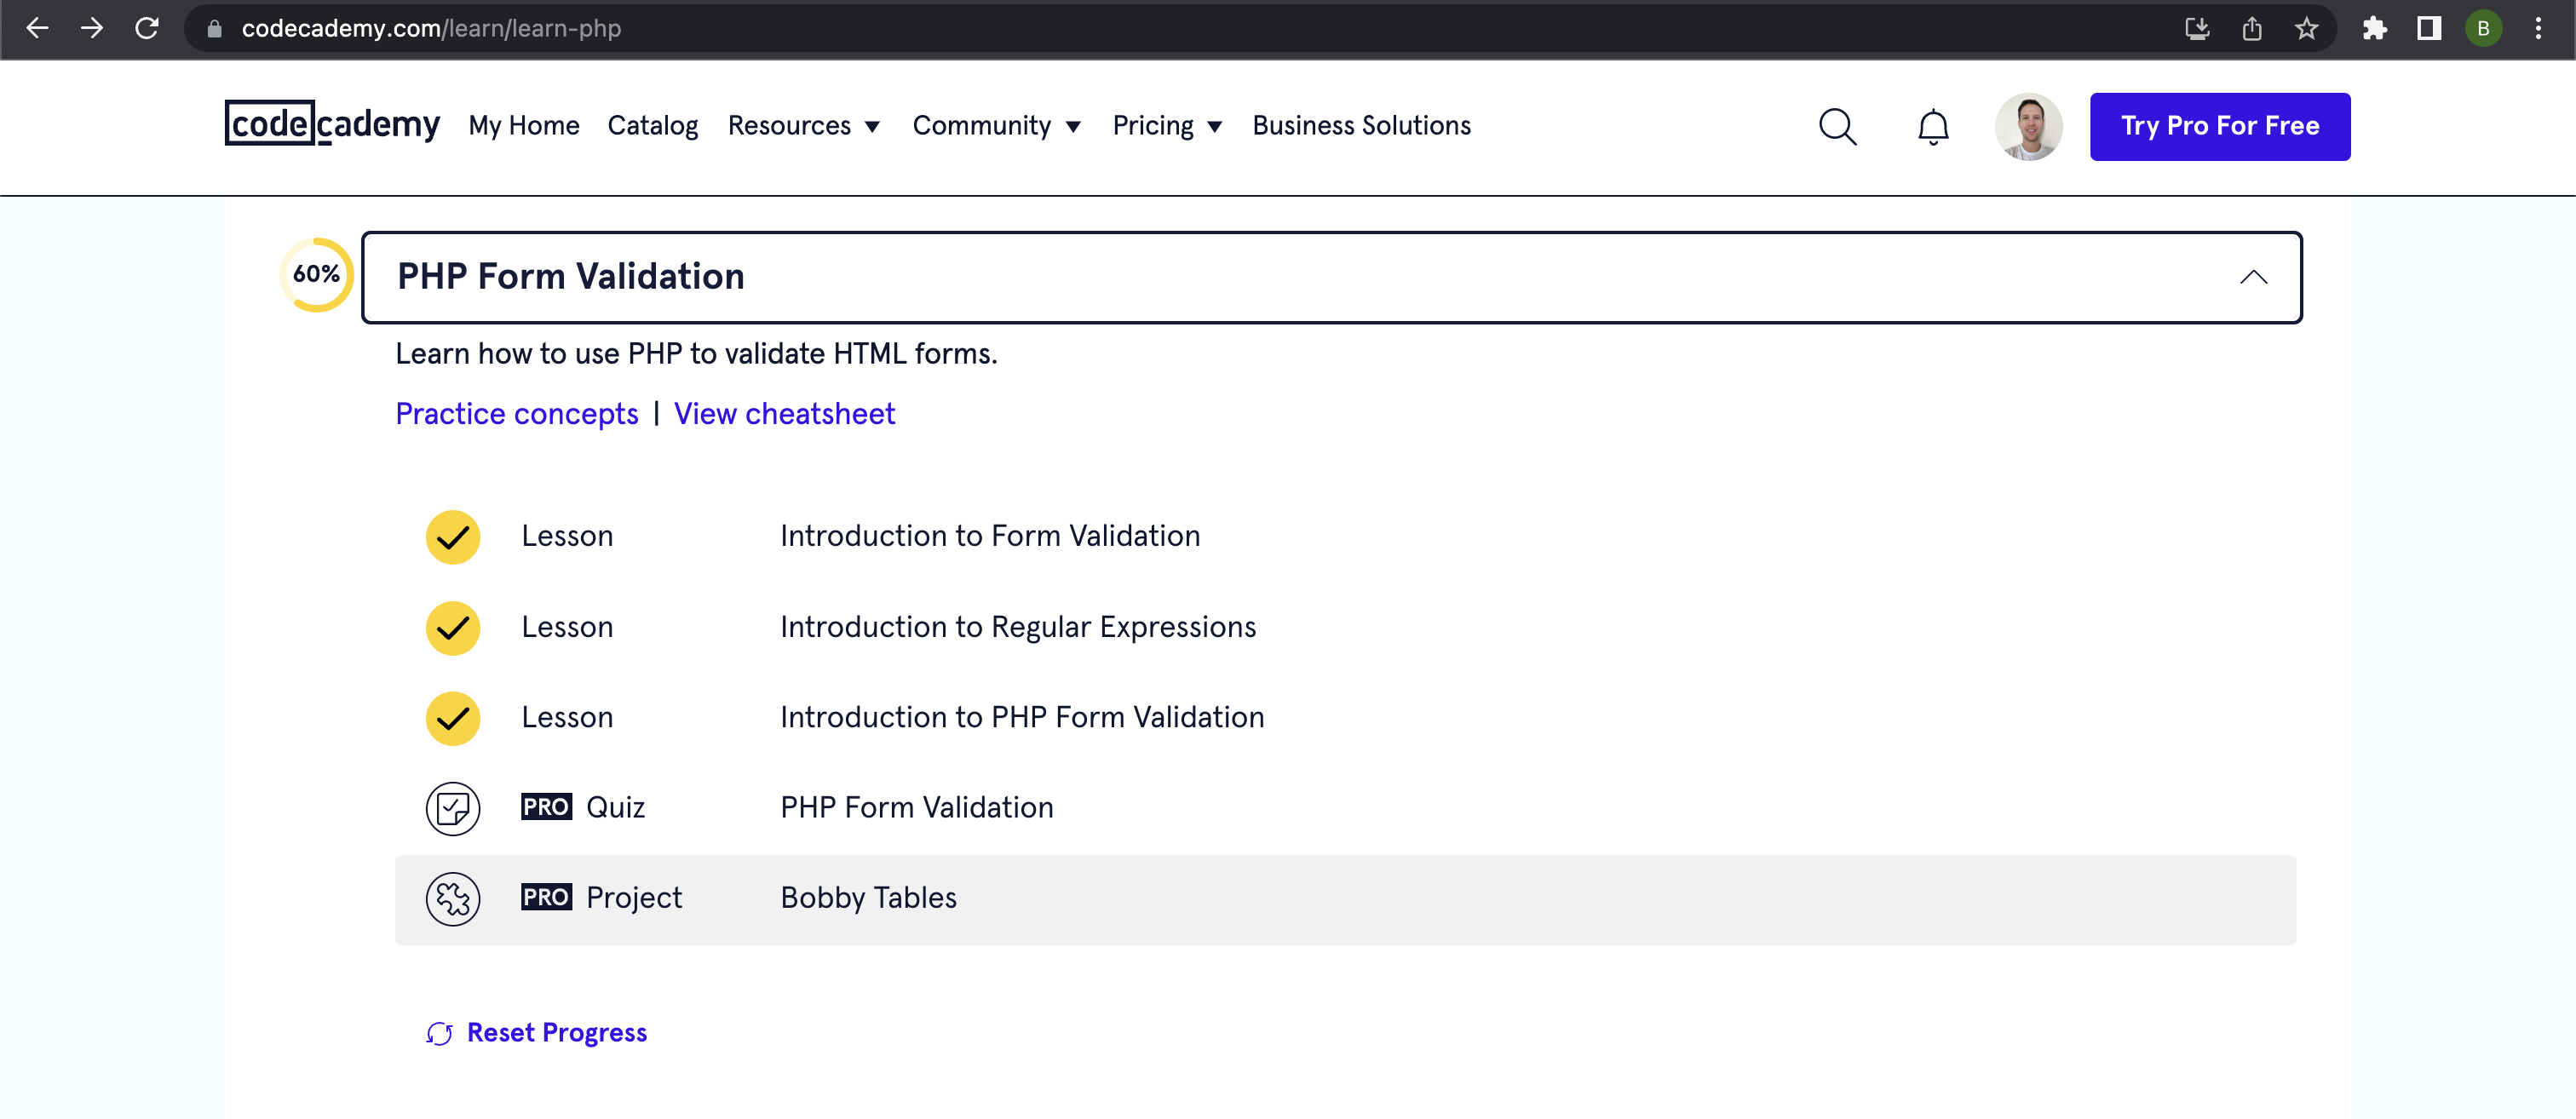 codecademy.com/learn/learn-php
B
codecademy My Home Catalog Resources Community Pricing Business Solutions Try Pro For Free
60% PHP Form Validation
Learn how to use PHP to validate HTML forms.
Practice concepts | View cheatsheet
Lesson Introduction to Form Validation
Lesson Introduction to Regular Expressions
Lesson Introduction to PHP Form Validation
PRO Quiz PHP Form Validation
PRO Project Bobby Tables
Reset Progress